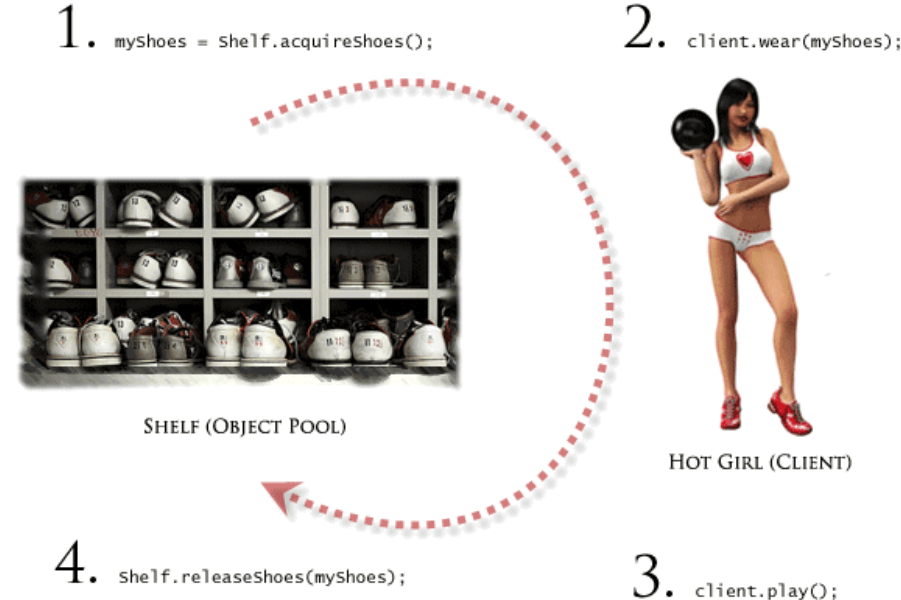 1. myShoes = Shelf.acquireShoes();
2. client.wear(myShoes);
Shelf (Object Pool)
Hot Girl (Client)
4. Shelf.releaseShoes(myShoes);
3. client.play();